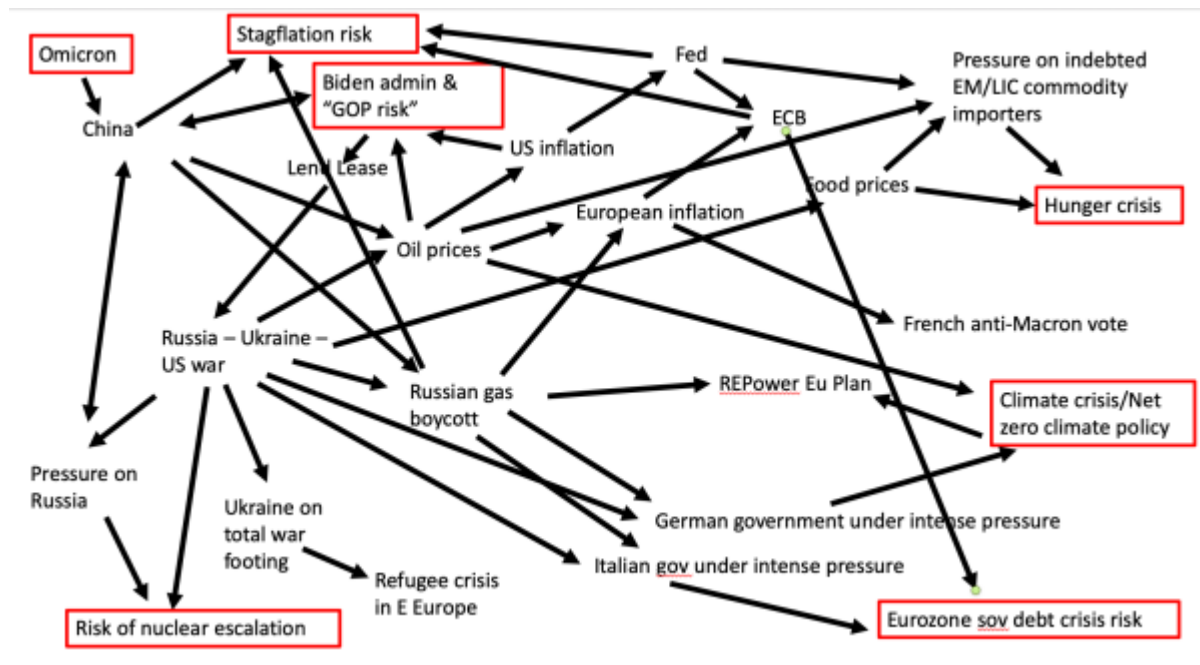 Omicron
Stagflation risk
Fed
Pressure on indebted
EM/LIC commodity
importers
Biden admin &
"GOP risk"
China
ECB
US inflation
Lend Lease
Food prices
Hunger crisis
European inflation
Oil prices
French anti-Macron vote
Russia – Ukraine –
US war
Russian gas
boycott
REPower Eu Plan
Climate crisis/Net
zero climate policy
Pressure on
Russia
Ukraine on
total war
footing
German government under intense pressure
Italian gov under intense pressure
Refugee crisis
in E Europe
Risk of nuclear escalation
Eurozone sov debt crisis risk